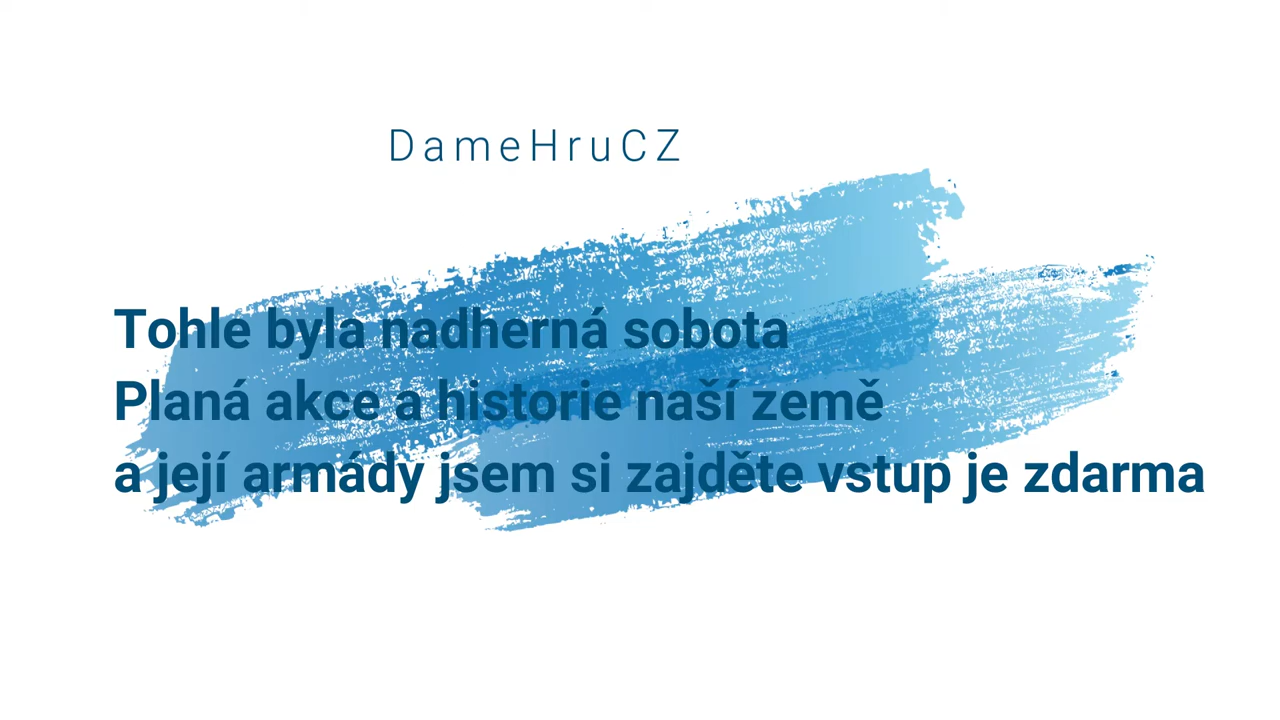 DameHruCZ
Tohle byla nadherná sobota
Planá akce a historie naší země
a její armády jsem si zajděte vstup je zdarma